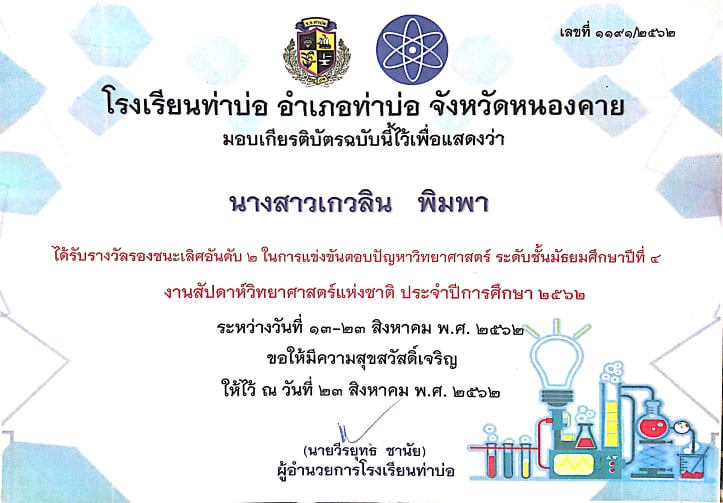 เลขที่ ๑๑๙๑/๒๕๖๒
โรงเรียนท่าบ่อ อำเภอท่าบ่อ จังหวัดหนองคาย
มอบเกียรติบัตรฉบับนี้ไว้เพื่อแสดงว่า
นางสาวเกวลิน พิมพา
ได้รับรางวัลรองชนะเลิศอันดับ ๒ ในการแข่งขันตอบปัญหาวิทยาศาสตร์ ระดับชั้นมัธยมศึกษาปีที่ ๔
งานสัปดาห์วิทยาศาสตร์แห่งชาติ ประจำปีการศึกษา ๒๕๖๒
ระหว่างวันที่ ๑๓-๒๓ สิงหาคม พ.ศ. ๒๕๖๒
ขอให้มีความสุขสวัสดิ์เจริญ
ให้ไว้ ณ วันที่ ๒๓ สิงหาคม พ.ศ. ๒๕๖๒
(นายวีรยุทธ ชานัย)
ผู้อำนวยการโรงเรียนท่าบ่อ